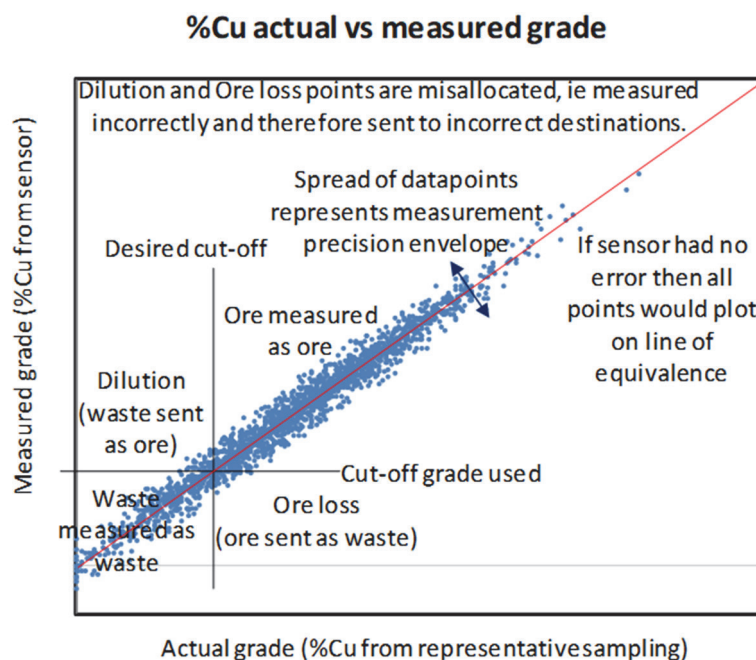 %Cu actual vs measured grade
Dilution and Ore loss points are misallocated, ie measured
incorrectly and therefore sent to incorrect destinations.
Spread of datapoints
represents measurement
precision envelope
Desired cut-off
If sensor had no
error then all
points would plot
on line of
equivalence
Ore measured
as ore
Dilution
(waste sent
as ore)
Cut-off grade used
Waste
measured as
waste
Ore loss
(ore sent as waste)
Measured grade (%Cu from sensor)
Actual grade (%Cu from representative sampling)